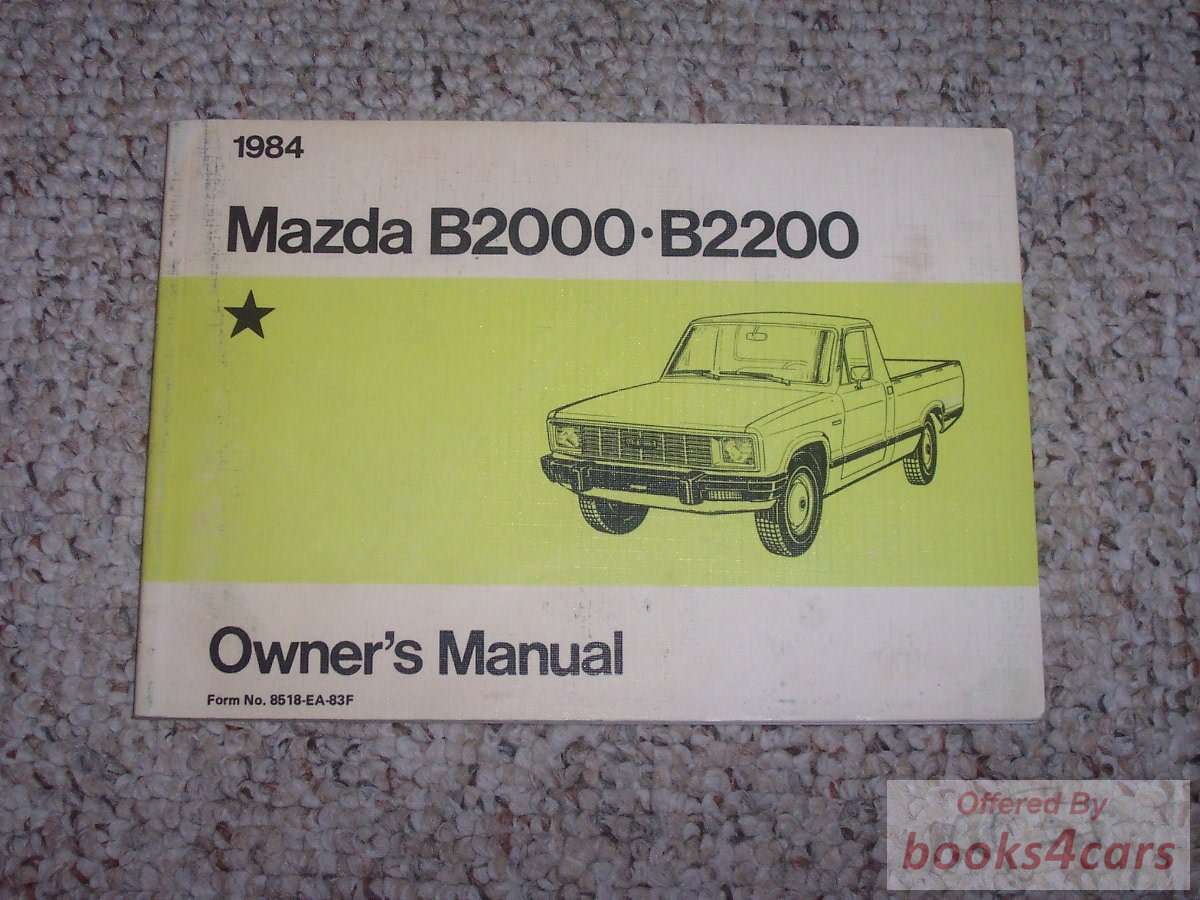 1984
Mazda B2000·B2200
Owner's Manual
Form No. 8518-EA-83F
Offered By
books4cars